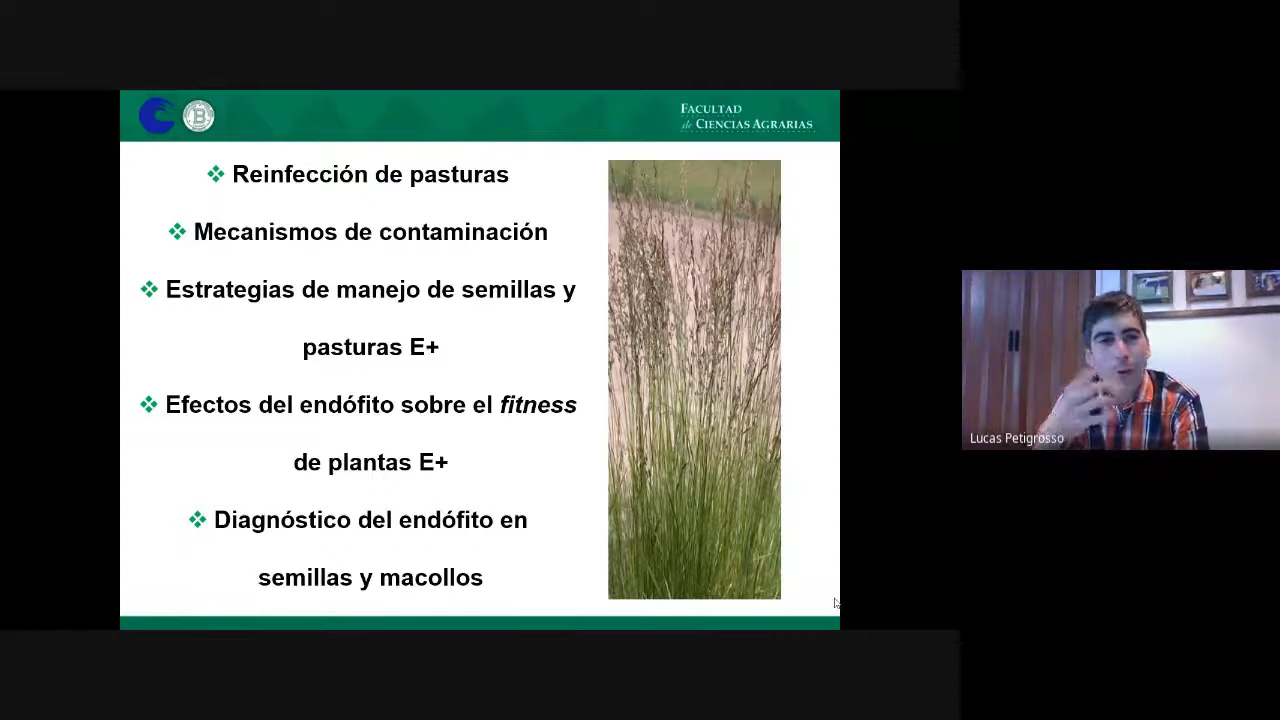 FACULTAD
de CIENCIAS AGRARIAS
Reinfección de pasturas
Mecanismos de contaminación
Estrategias de manejo de semillas y
pasturas E+
Efectos del endófito sobre el fitness
de plantas E+
Diagnóstico del endófito en
semillas y macollos
Lucas Petigrosso